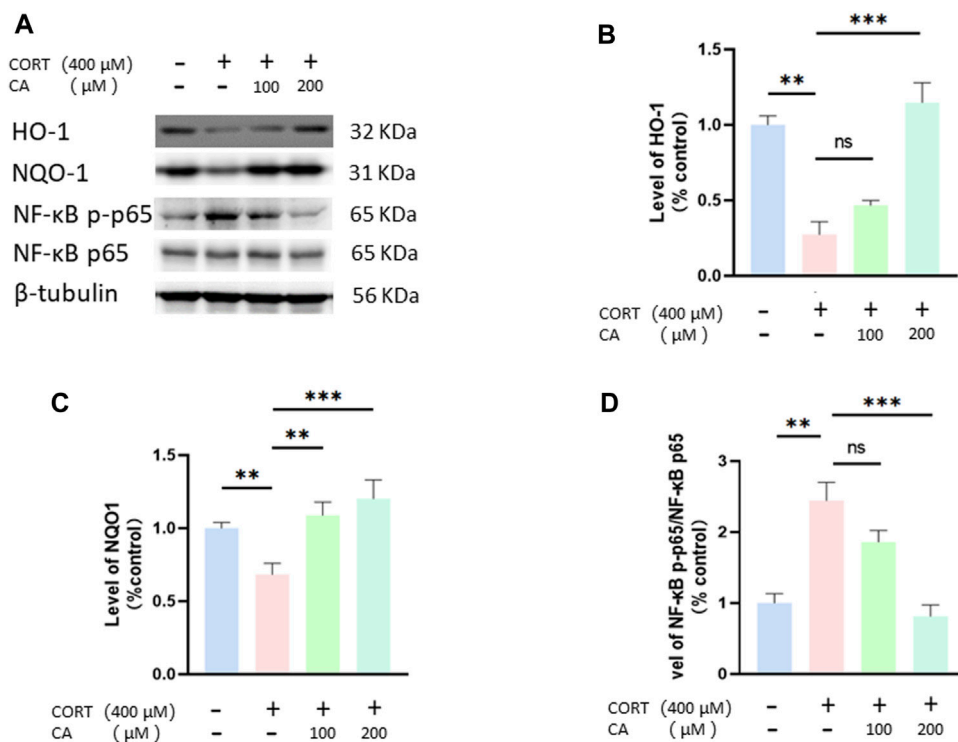 A
CORT (400 μM) – + + +
CA ( μM) – – 100 200
HO-1 32 KDa
NQO-1 31 KDa
NF-κB p-p65 65 KDa
NF-κB p65 65 KDa
β-tubulin 56 KDa
B
***
**
ns
Level of HO-1
(% control)
1.5
1.0
0.5
0.0
CORT (400 μM) – + + +
CA ( μM) – – 100 200
C
***
**
**
Level of NQO1
(%control)
1.5
1.0
0.5
0.0
CORT (400 μM) – + + +
CA ( μM) – – 100 200
D
***
**
ns
vel of NF-κB p-p65/NF-κB p65
(% control)
3
2
1
0
CORT (400 μM) – + + +
CA ( μM) – – 100 200